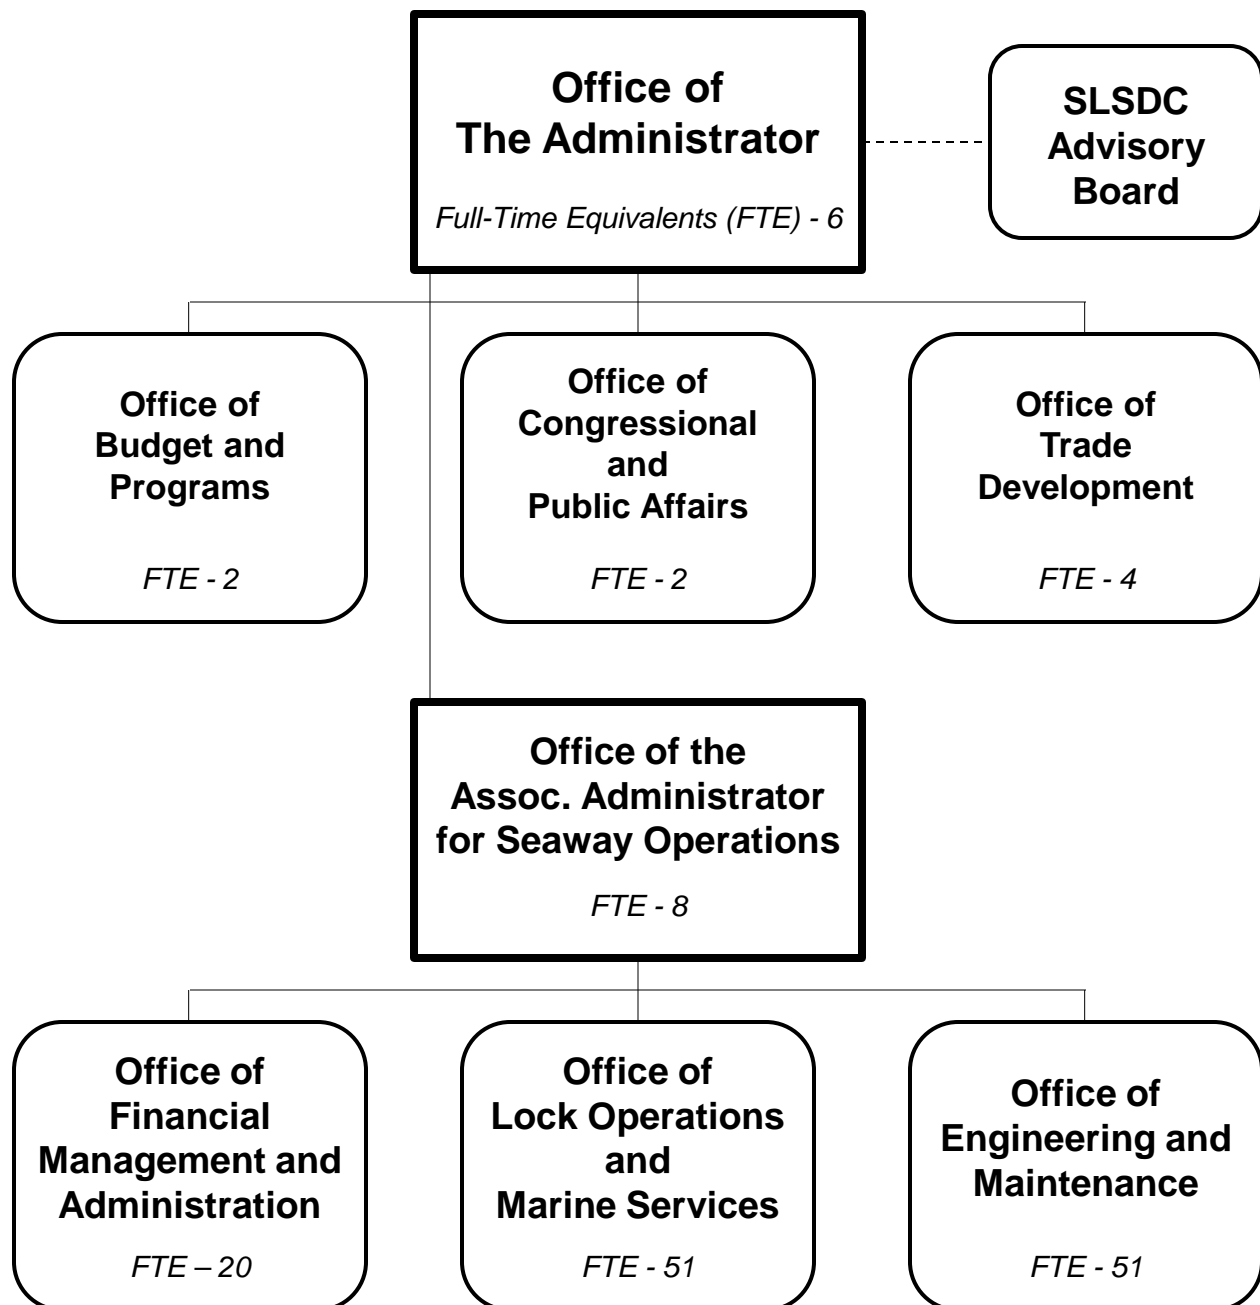 Office of
The Administrator
Full-Time Equivalents (FTE) - 6
SLSDC
Advisory
Board
Office of
Budget and
Programs
FTE - 2
Office of
Congressional
and
Public Affairs
FTE - 2
Office of
Trade
Development
FTE - 4
Office of the
Assoc. Administrator
for Seaway Operations
FTE - 8
Office of
Financial
Management and
Administration
FTE – 20
Office of
Lock Operations
and
Marine Services
FTE - 51
Office of
Engineering and
Maintenance
FTE - 51